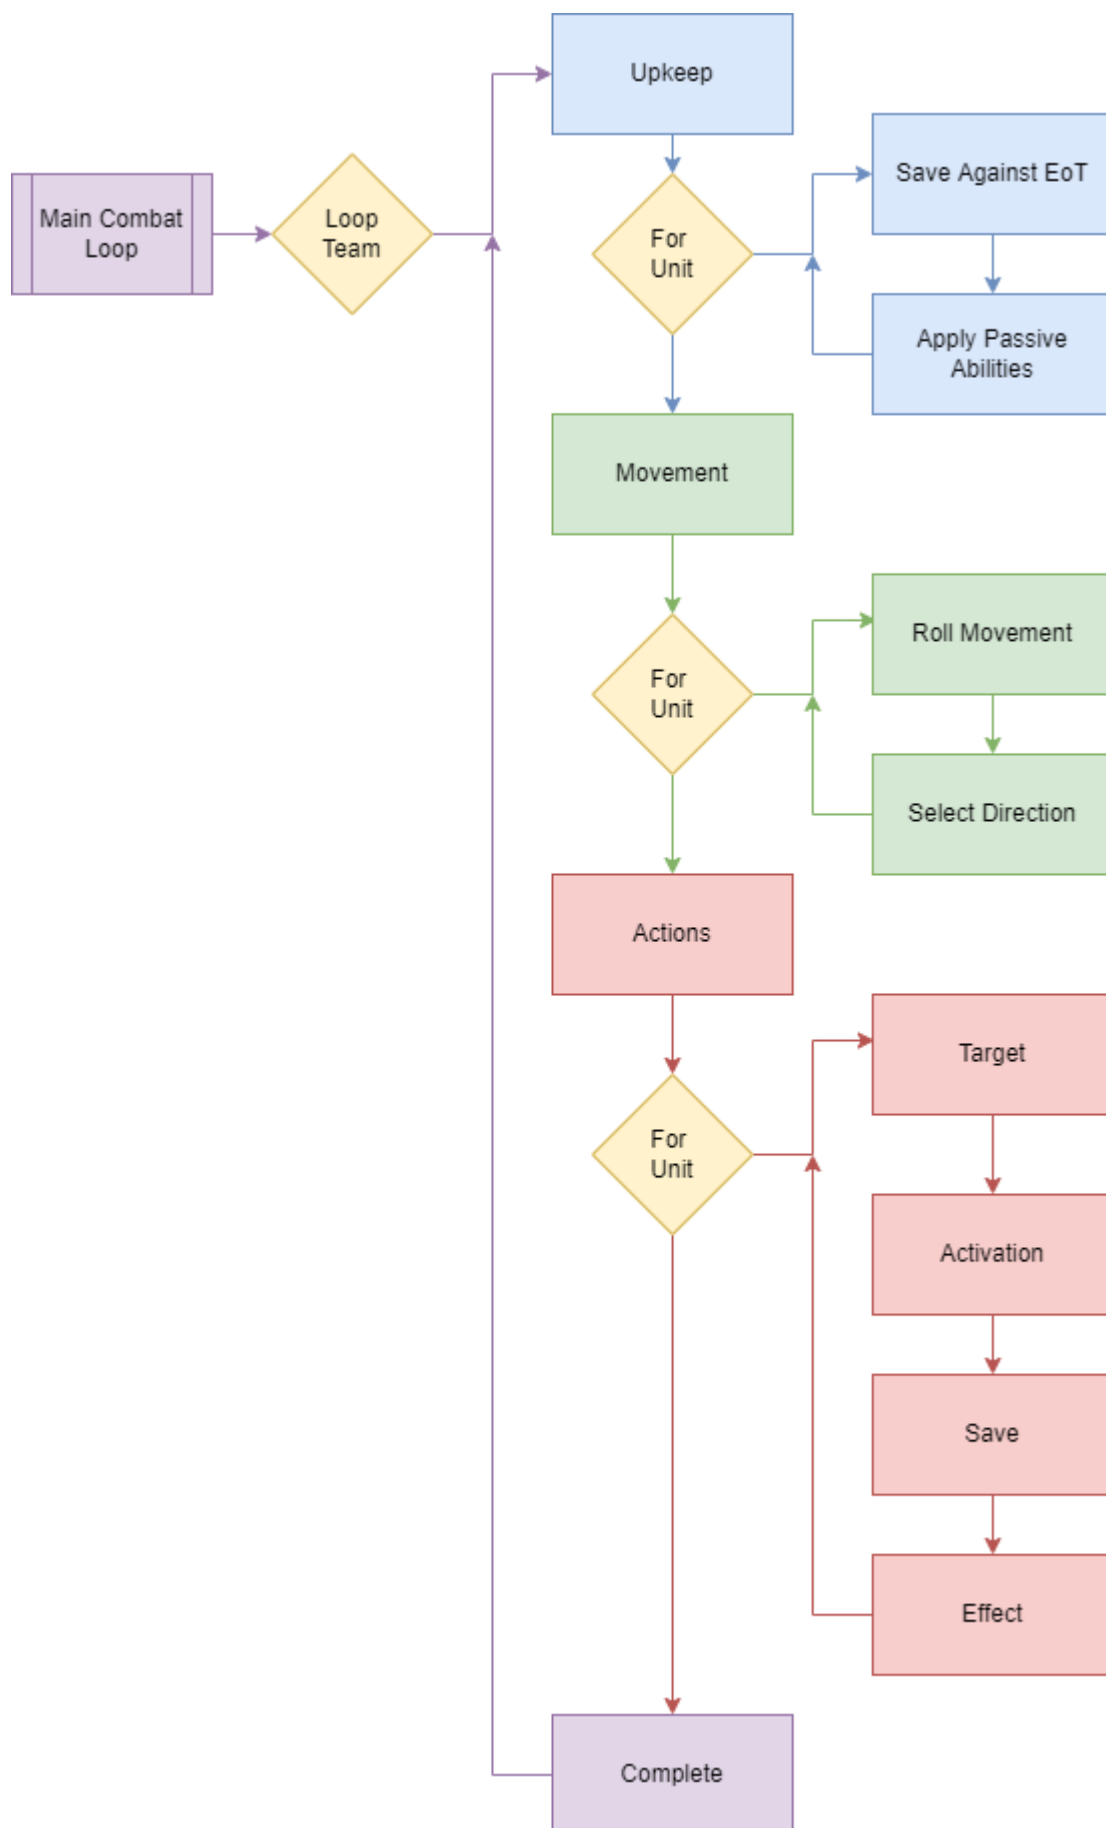 Main Combat
Loop
Loop
Team
Upkeep
For
Unit
Save Against EoT
Apply Passive
Abilities
Movement
For
Unit
Roll Movement
Select Direction
Actions
For
Unit
Target
Activation
Save
Effect
Complete